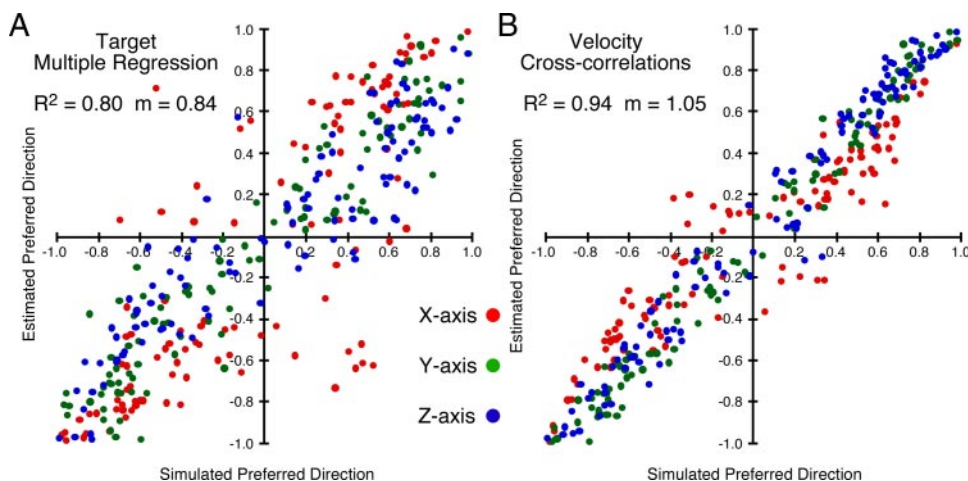 A
Target
Multiple Regression
R² = 0.80 m = 0.84
1.0
0.8
0.6
0.4
0.2
-1.0 -0.8 -0.6 -0.4 -0.2 0.2 0.4 0.6 0.8 1.0
-0.2
-0.4
-0.6
-0.8
-1.0
Estimated Preferred Direction
Simulated Preferred Direction
X-axis
Y-axis
Z-axis
B
Velocity
Cross-correlations
R² = 0.94 m = 1.05
1.0
0.8
0.6
0.4
0.2
-1.0 -0.8 -0.6 -0.4 -0.2 0.2 0.4 0.6 0.8 1.0
-0.2
-0.4
-0.6
-0.8
-1.0
Estimated Preferred Direction
Simulated Preferred Direction